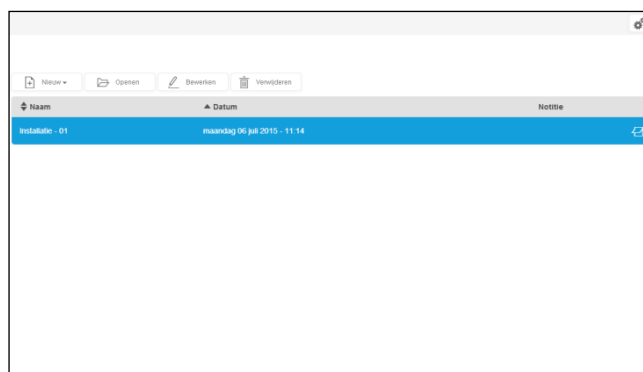 Nieuw Openen Bewerken Verwijderen
Naam Datum Notitie
Installatie - 01 maandag 06 juli 2015 - 11:14